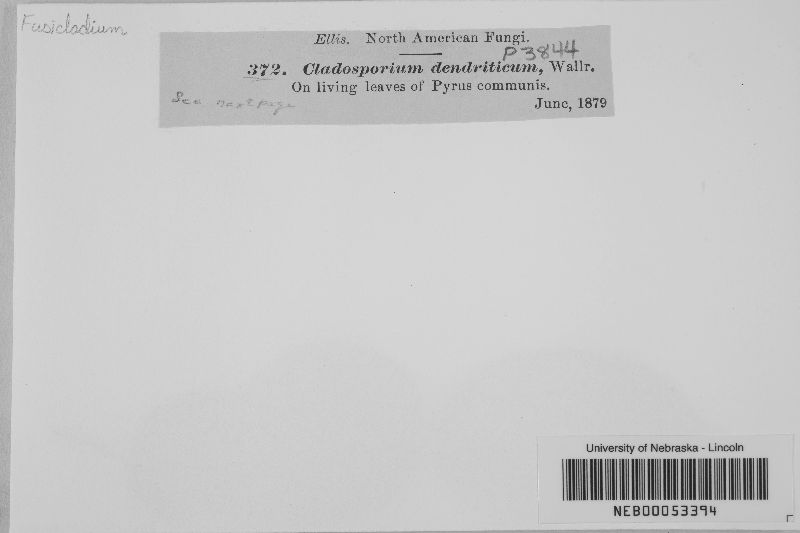 Fusicladium
Ellis. North American Fungi.
P3844
372. Cladosporium dendriticum, Wallr.
On living leaves of Pyrus communis.
See next page
June, 1879
University of Nebraska - Lincoln
NEB00053394